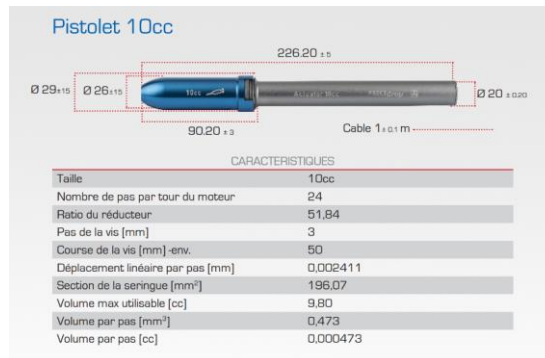 Pistolet 10cc
226.20 ± 5
Ø 29±15
Ø 26±15
10cc
Ø 20 ± 0.20
90.20 ± 3
Cable 1± 0,1 m
CARACTERISTIQUES
Taille 10cc
Nombre de pas par tour du moteur 24
Ratio du réducteur 51,84
Pas de la vis [mm] 3
Course de la vis [mm] -env. 50
Déplacement linéaire par pas [mm] 0,002411
Section de la seringue [mm²] 196,07
Volume max utilisable [cc] 9,80
Volume par pas [mm³] 0,473
Volume par pas [cc] 0,000473